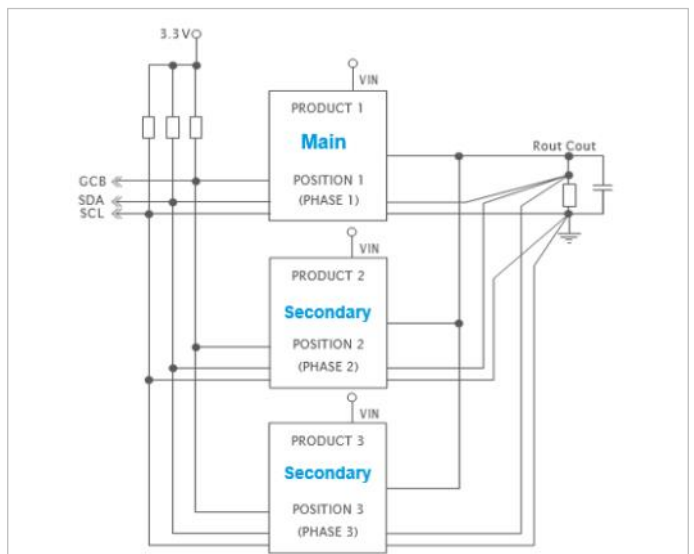 3.3V
VIN
PRODUCT 1
Main
Rout Cout
POSITION 1
(PHASE 1)
GCB
SDA
SCL
VIN
PRODUCT 2
Secondary
POSITION 2
(PHASE 2)
VIN
PRODUCT 3
Secondary
POSITION 3
(PHASE 3)